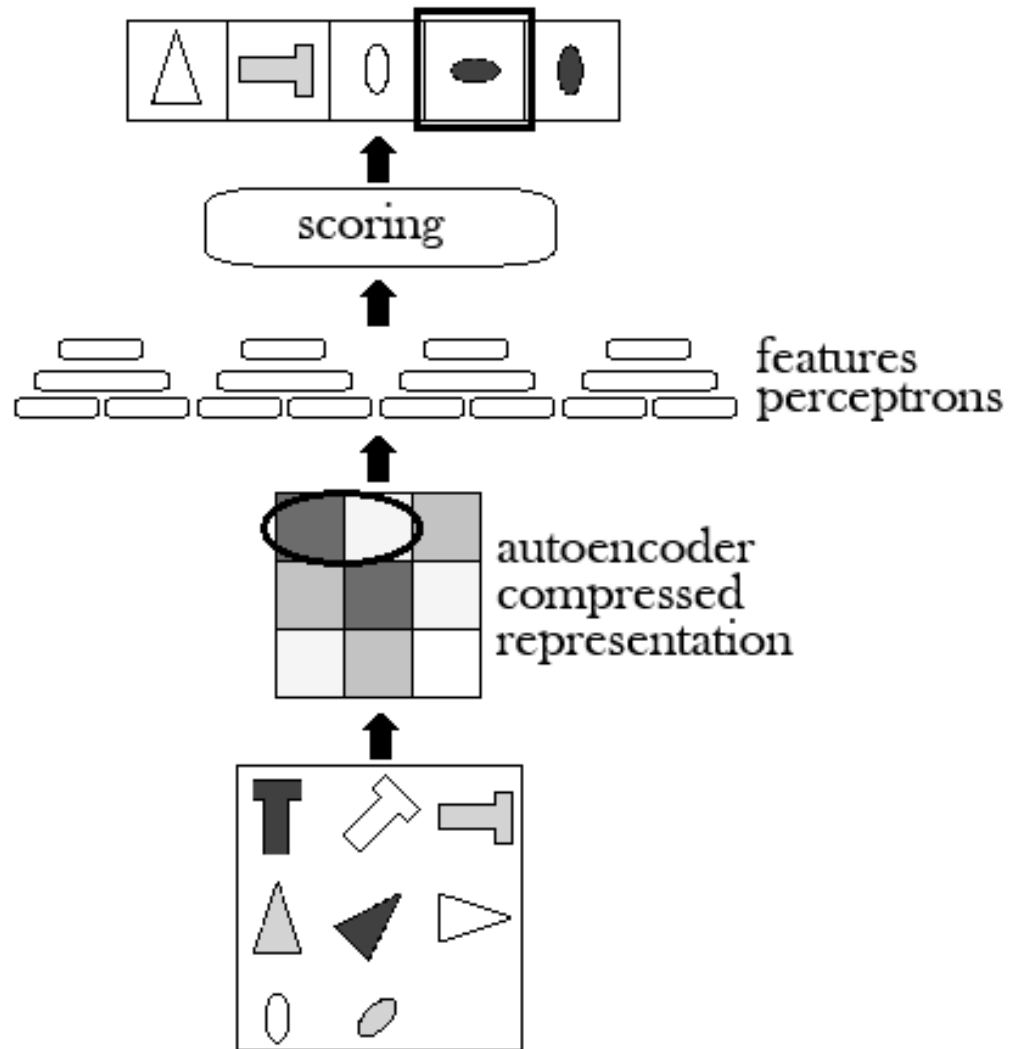 scoring
features
perceptrons
autoencoder
compressed
representation